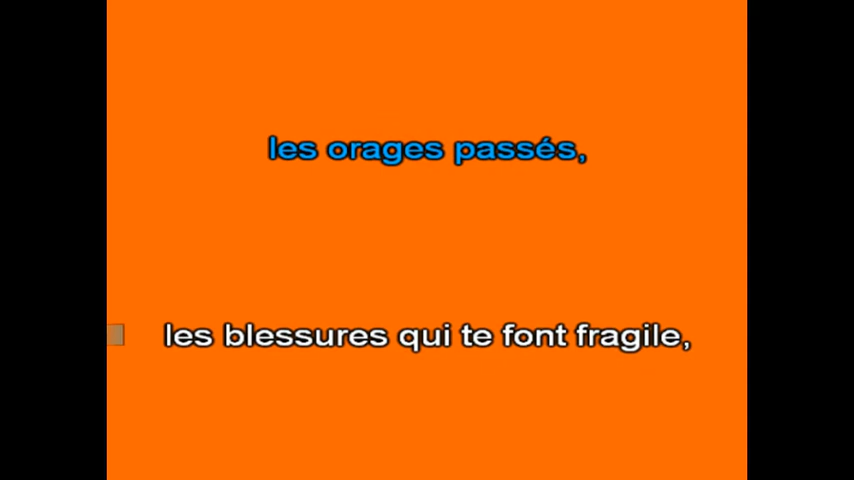 les orages passés,
les blessures qui te font fragile,